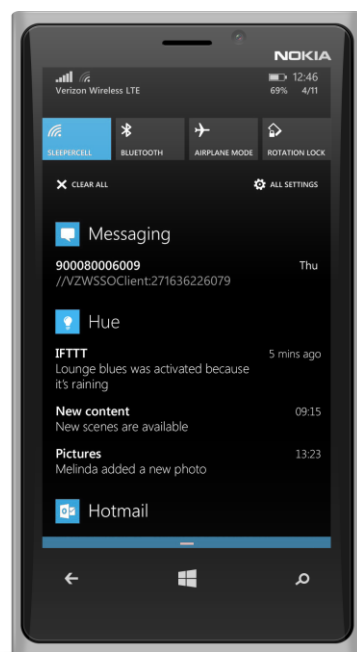 NOKIA
12:46
Verizon Wireless LTE 69% 4/11
SLEEPERCELL BLUETOOTH AIRPLANE MODE ROTATION LOCK
CLEAR ALL ALL SETTINGS
Messaging
900080006009 Thu
//VZWSSOClient:271636226079
Hue
IFTTT 5 mins ago
Lounge blues was activated because
it's raining
New content 09:15
New scenes are available
Pictures 13:23
Melinda added a new photo
Hotmail